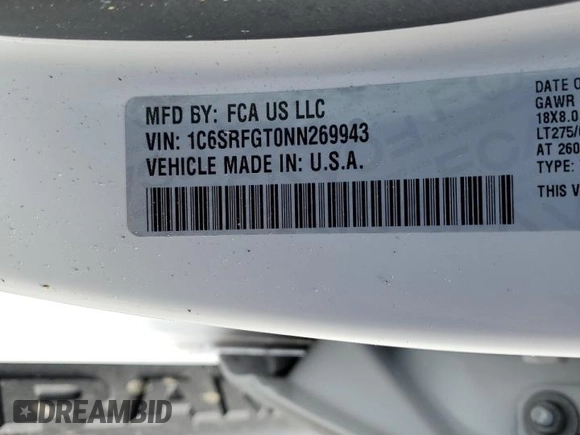 MFD BY: FCA US LLC
VIN: 1C6SRFGT0NN269943
VEHICLE MADE IN: U.S.A.
DATE O
GAWR
18X8.0
LT275/
AT 260
TYPE:
THIS V
DREAMBID